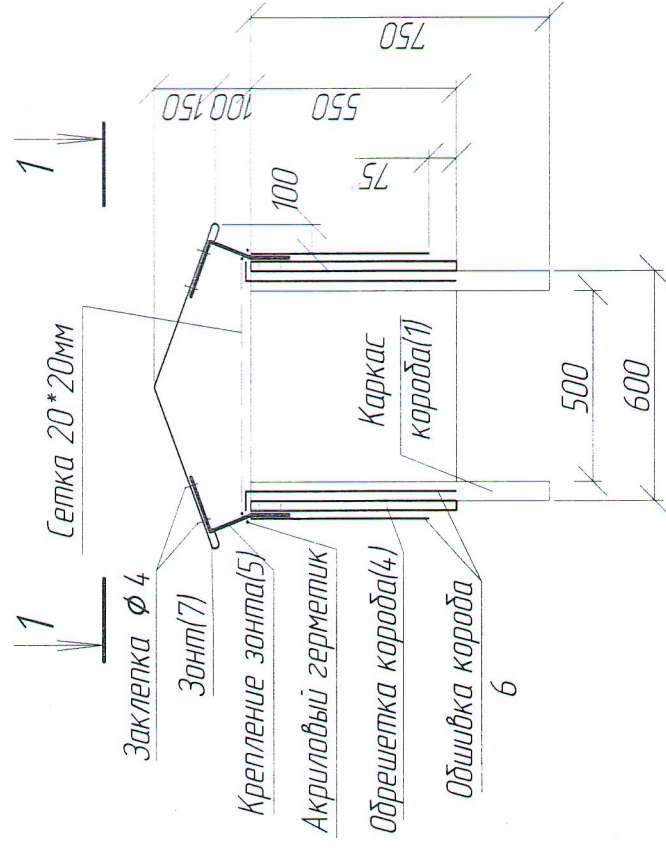 1
1
Сетка 20*20мм
Заклепка Ø 4
Зонт(7)
Крепление зонта(5)
Акриловый герметик
Обрешетка короба(4)
Обшивка короба
6
Каркас
короба(1)
150
100
550
750
75
100
500
600